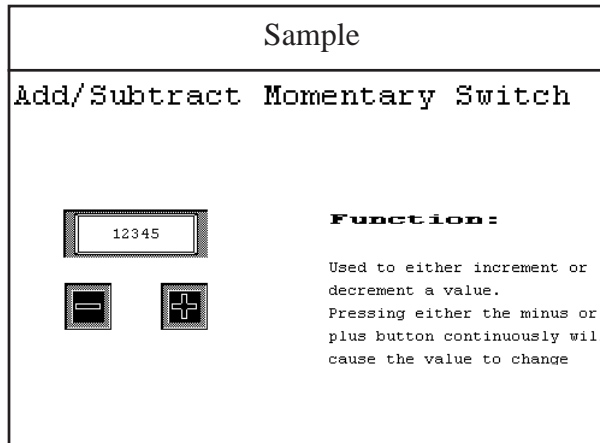 Sample
Add/Subtract Momentary Switch
12345
Function:
Used to either increment or
decrement a value.
Pressing either the minus or
plus button continuously wil
cause the value to change